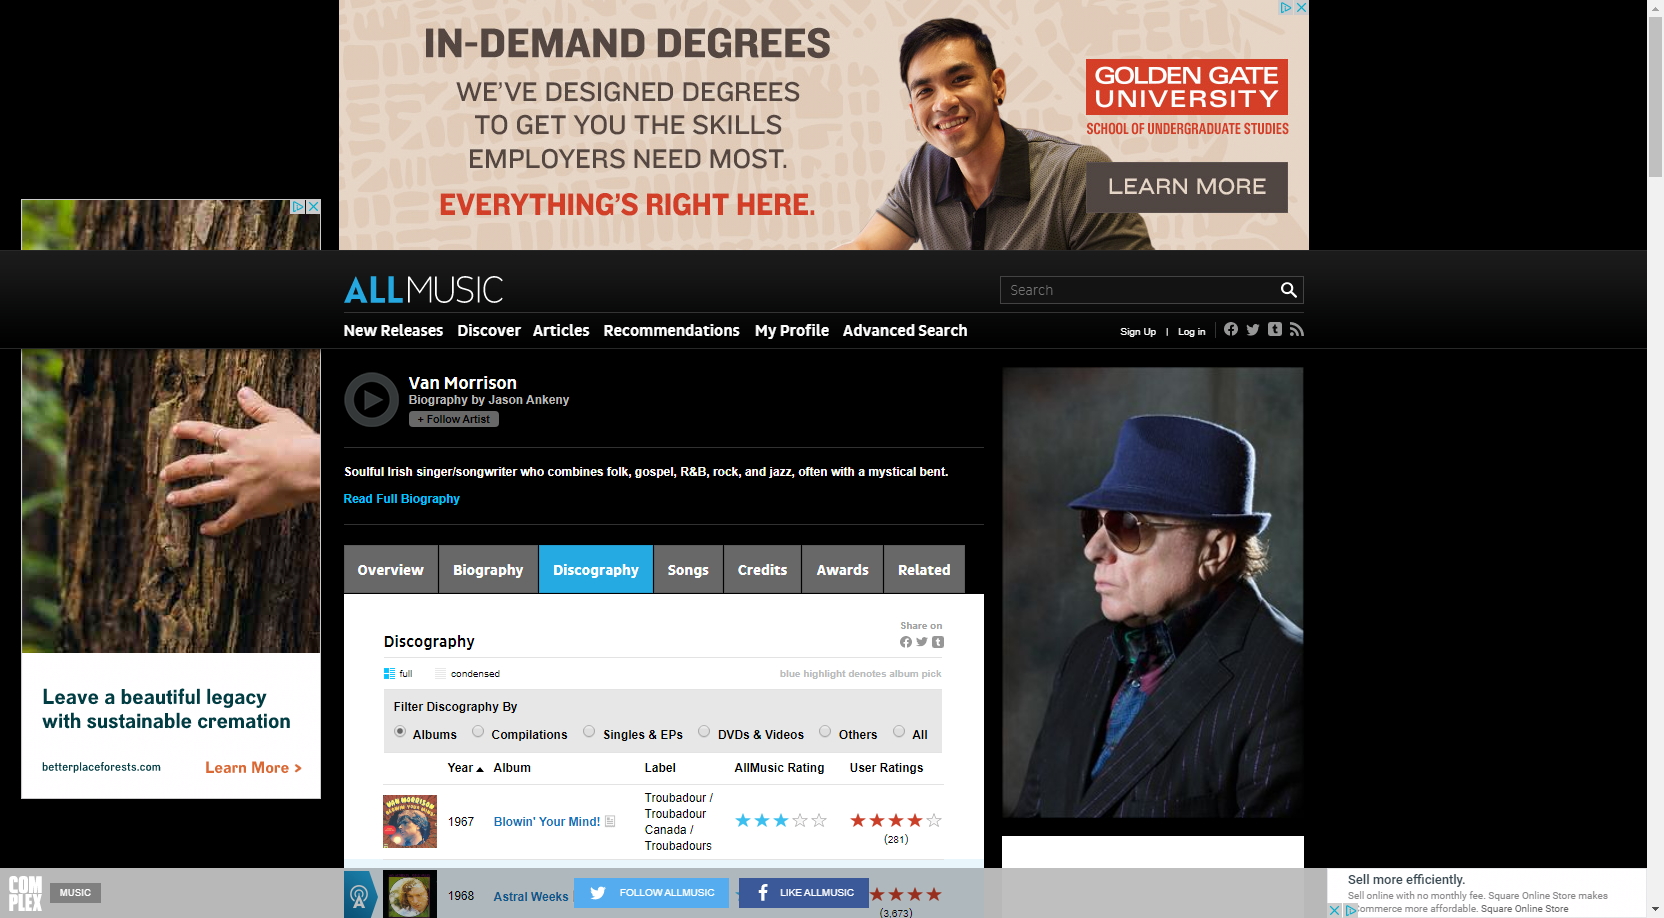 IN-DEMAND DEGREES
WE'VE DESIGNED DEGREES
TO GET YOU THE SKILLS
EMPLOYERS NEED MOST.
EVERYTHING'S RIGHT HERE.
GOLDEN GATE
UNIVERSITY
SCHOOL OF UNDERGRADUATE STUDIES
LEARN MORE
ALLMUSIC
Search
New Releases Discover Articles Recommendations My Profile Advanced Search
Sign Up | Log in
Van Morrison
Biography by Jason Ankeny
+ Follow Artist
Soulful Irish singer/songwriter who combines folk, gospel, R&B, rock, and jazz, often with a mystical bent.
Read Full Biography
Overview Biography Discography Songs Credits Awards Related
Leave a beautiful legacy
with sustainable cremation
betterplaceforests.com Learn More >
Share on
Discography
full condensed blue highlight denotes album pick
Filter Discography By
Albums Compilations Singles & EPs DVDs & Videos Others All
Year Album Label AllMusic Rating User Ratings
VAN MORRISON
BLOWIN' YOUR MIND!
1967 Blowin' Your Mind!
Troubadour /
Troubadour
Canada /
Troubadours
(281)
1968 Astral Weeks
(3,673)
COMPLEX
MUSIC
FOLLOW ALLMUSIC
LIKE ALLMUSIC
Sell more efficiently.
Sell online with no monthly fee. Square Online Store makes
eCommerce more affordable. Square Online Store